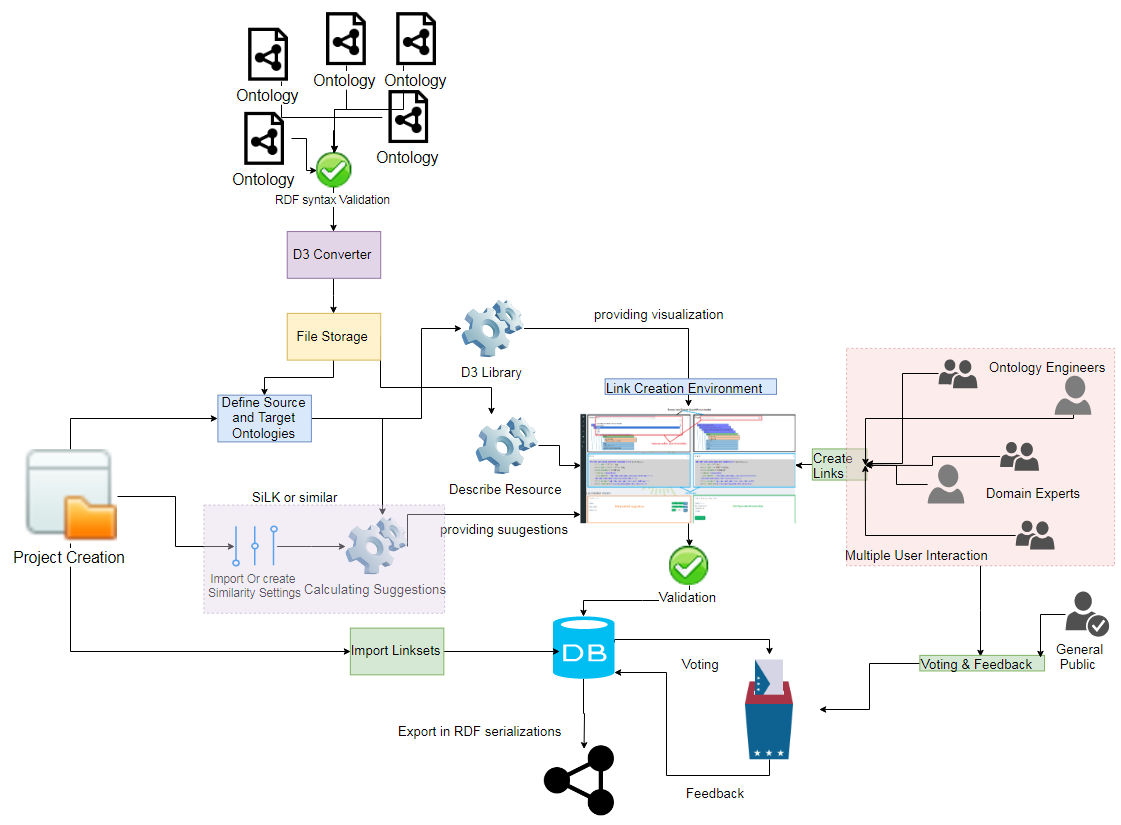 Ontology
Ontology
Ontology
Ontology
Ontology
RDF syntax Validation
D3 Converter
File Storage
providing visualization
D3 Library
Link Creation Environment
Ontology Engineers
Define Source
and Target
Ontologies
Create
Links
Describe Resource
Domain Experts
SiLK or similar
providing suugestions
Project Creation
Multiple User Interaction
Import Or create
Similarity Settings
Calculating Suggestions
Validation
Import Linksets
DB
Voting
Voting & Feedback
General
Public
Export in RDF serializations
Feedback